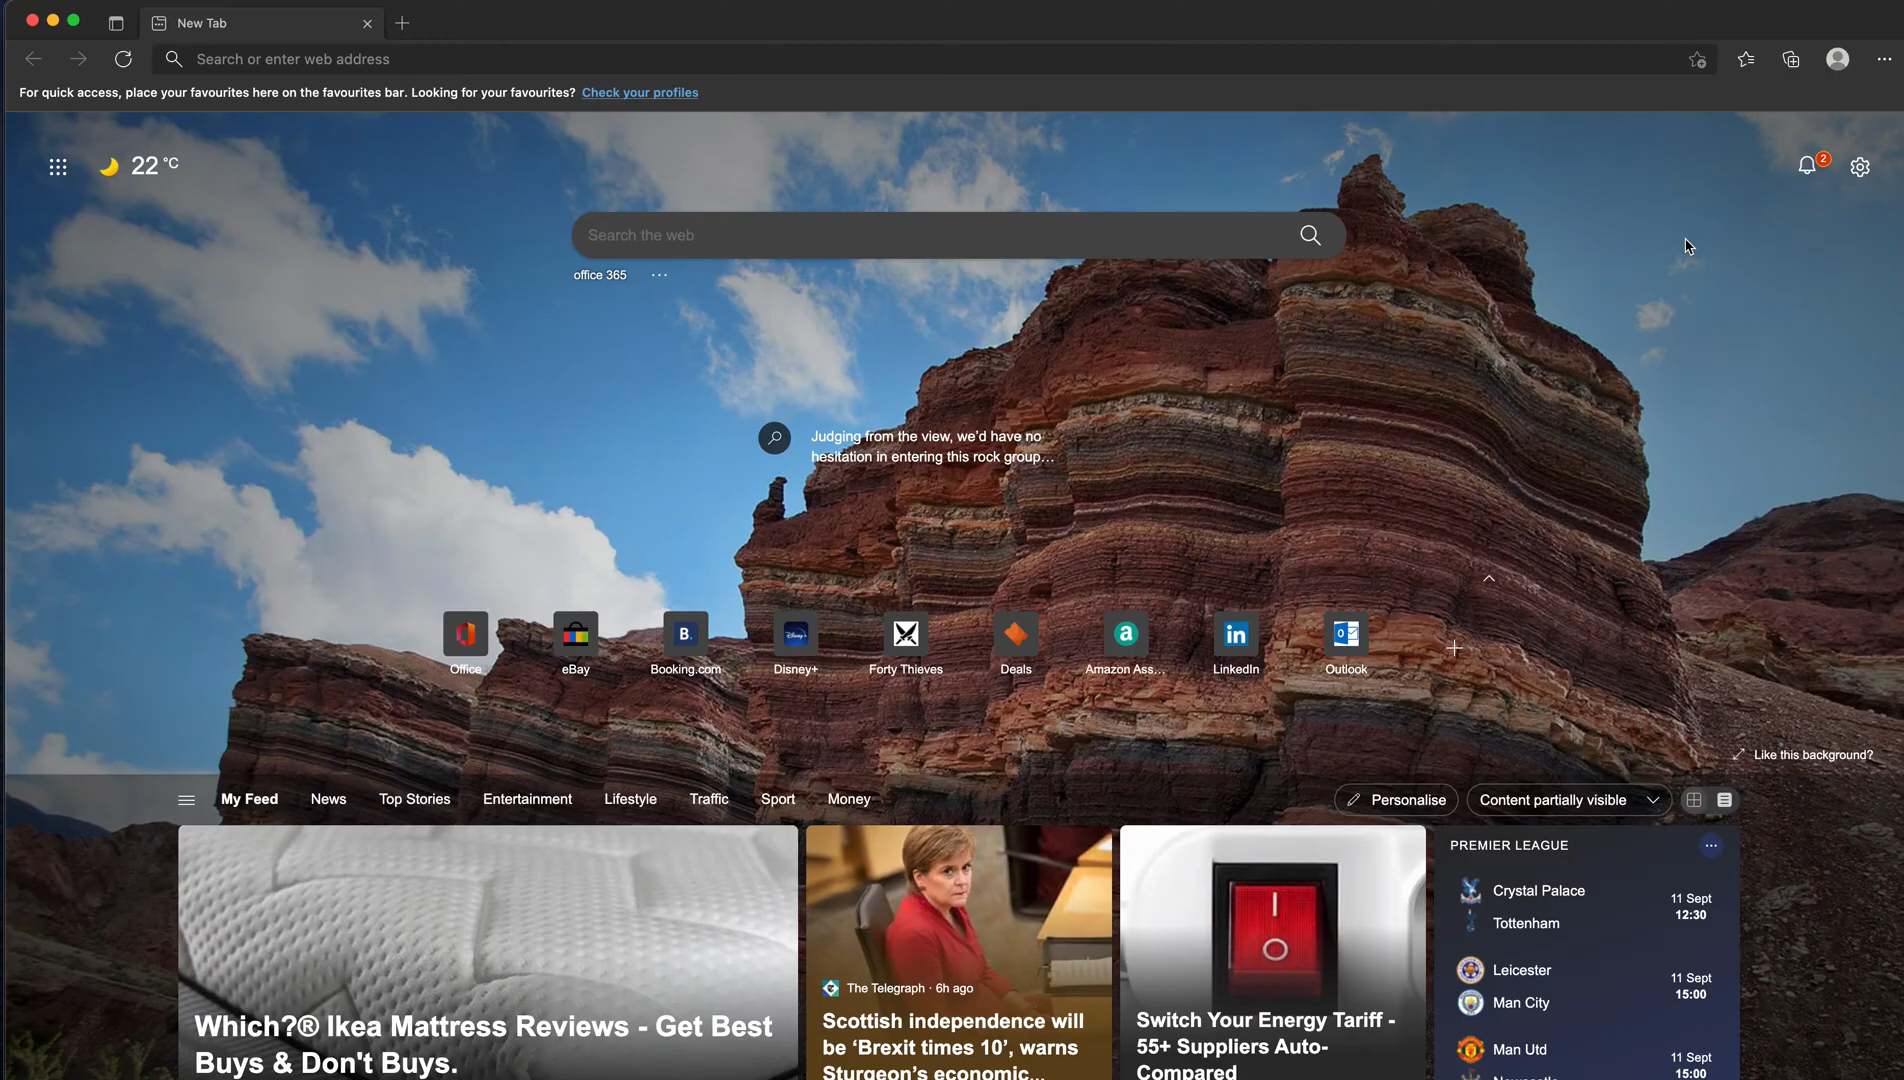 New Tab
Search or enter web address
For quick access, place your favourites here on the favourites bar. Looking for your favourites? Check your profiles
22 °C
2
Search the web
office 365 ...
Judging from the view, we'd have no
hesitation in entering this rock group...
Office
eBay
B.
Booking.com
Disney+
Disney+
Forty Thieves
Deals
a
Amazon Ass...
in
LinkedIn
O
Outlook
Like this background?
My Feed
News
Top Stories
Entertainment
Lifestyle
Traffic
Sport
Money
Personalise
Content partially visible
Which?® Ikea Mattress Reviews - Get Best
Buys & Don't Buys.
The Telegraph · 6h ago
Scottish independence will
be ‘Brexit times 10’, warns
Sturgeon’s economic...
Switch Your Energy Tariff -
55+ Suppliers Auto-
Compared
PREMIER LEAGUE
Crystal Palace
Tottenham
11 Sept
12:30
Leicester
Man City
11 Sept
15:00
Man Utd
Newcastle
11 Sept
15:00